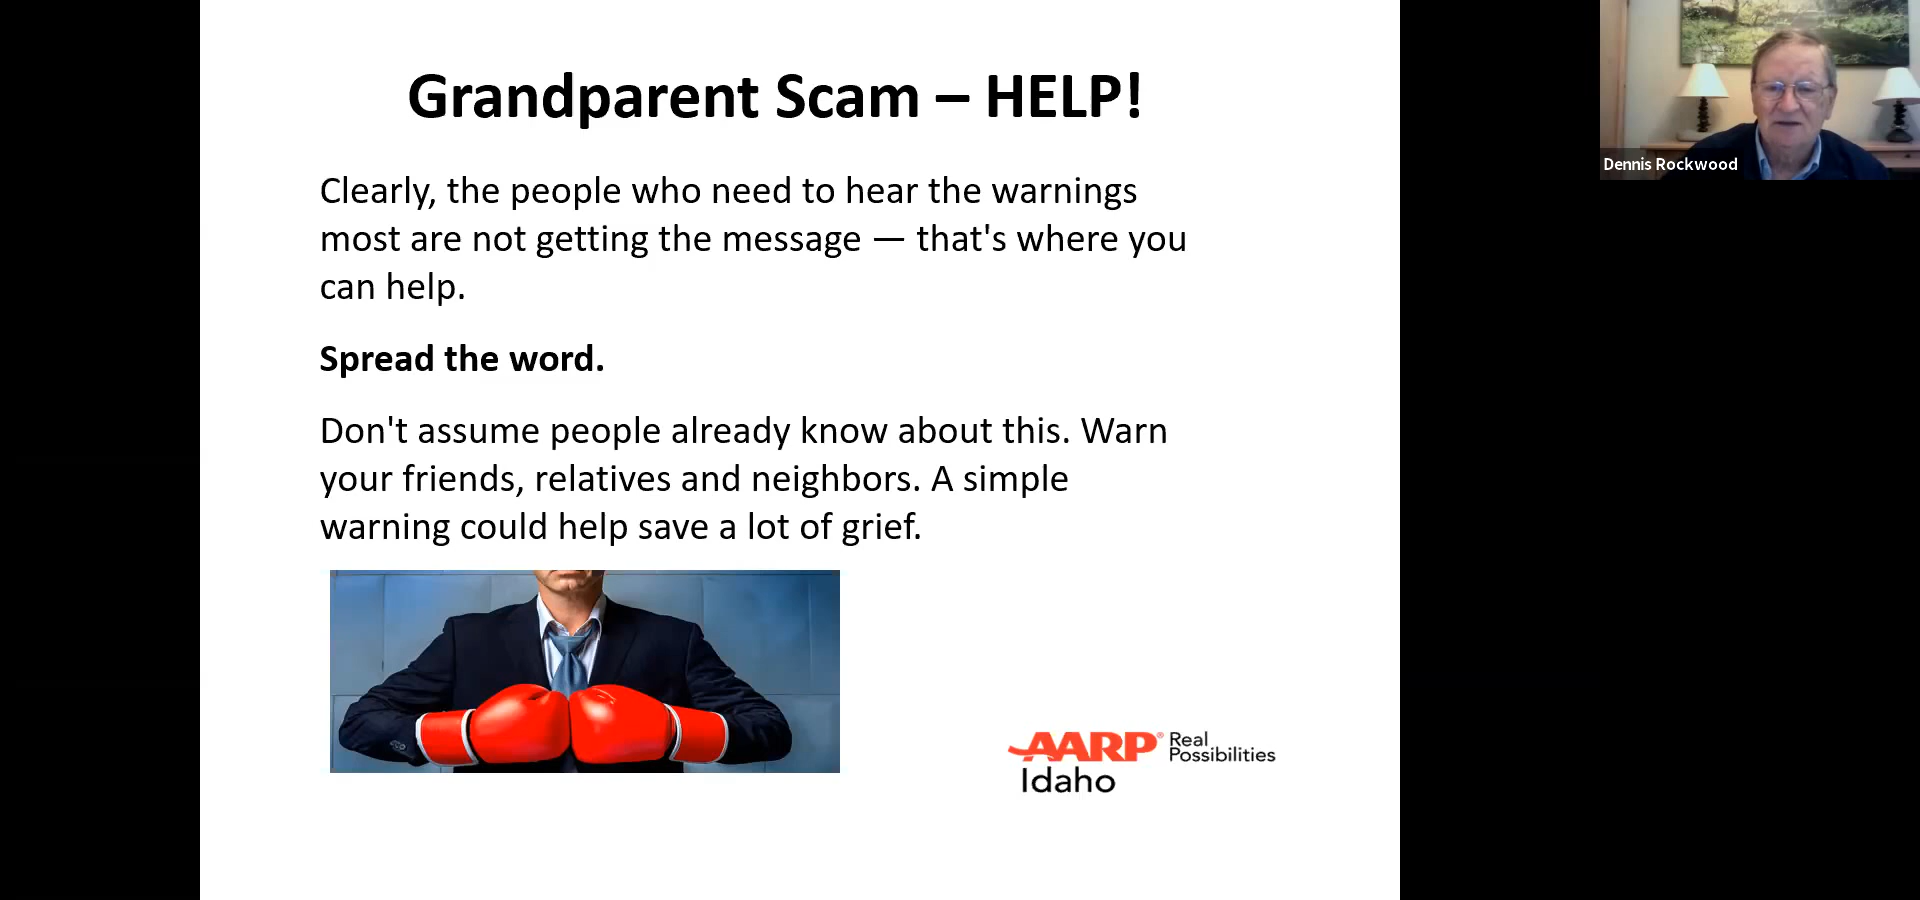 Grandparent Scam – HELP!
Clearly, the people who need to hear the warnings
most are not getting the message — that's where you
can help.
Spread the word.
Don't assume people already know about this. Warn
your friends, relatives and neighbors. A simple
warning could help save a lot of grief.
AARP® Real
Possibilities
Idaho
Dennis Rockwood